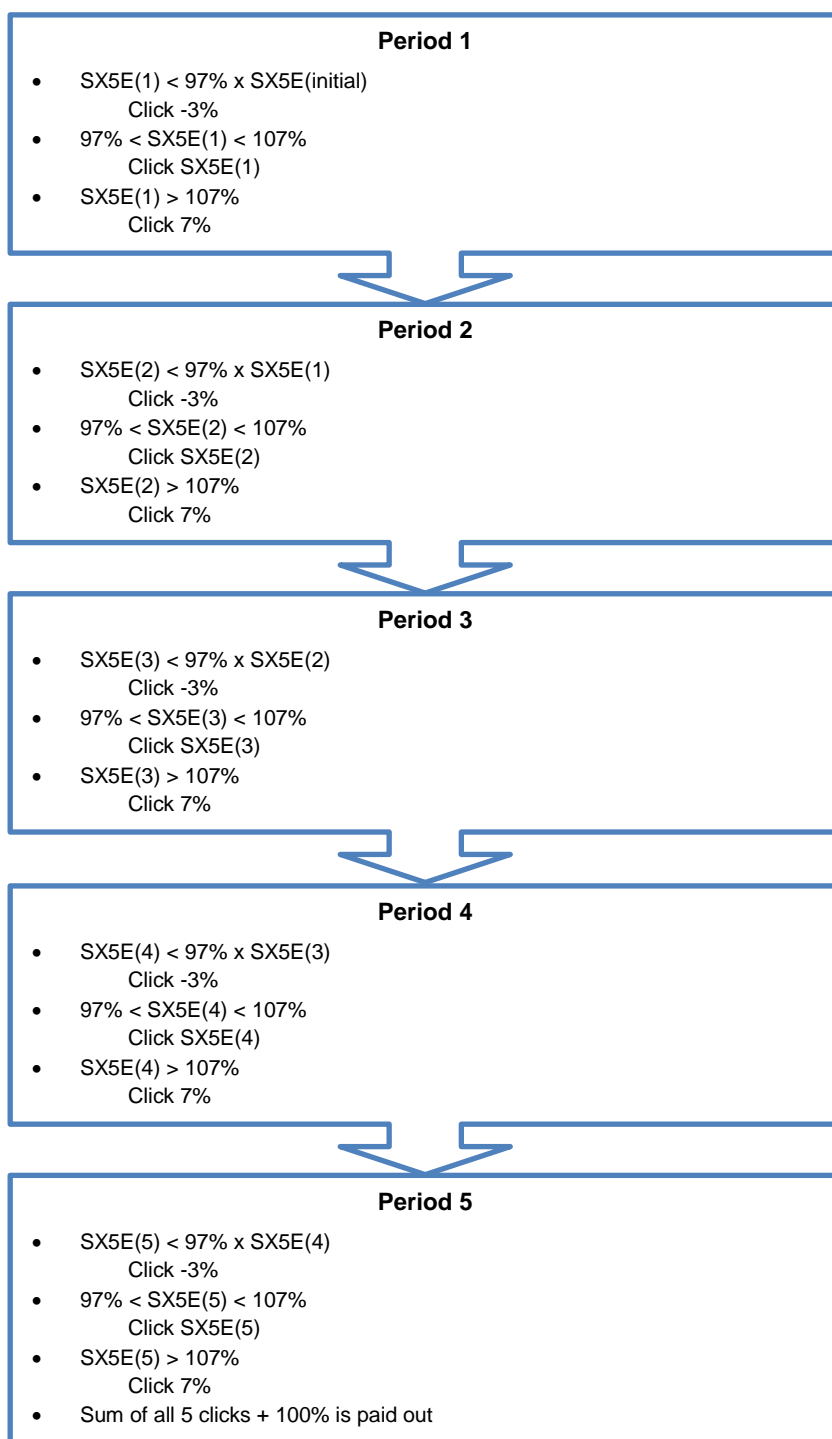 Period 1
• SX5E(1) < 97% x SX5E(initial)
Click -3%
• 97% < SX5E(1) < 107%
Click SX5E(1)
• SX5E(1) > 107%
Click 7%
Period 2
• SX5E(2) < 97% x SX5E(1)
Click -3%
• 97% < SX5E(2) < 107%
Click SX5E(2)
• SX5E(2) > 107%
Click 7%
Period 3
• SX5E(3) < 97% x SX5E(2)
Click -3%
• 97% < SX5E(3) < 107%
Click SX5E(3)
• SX5E(3) > 107%
Click 7%
Period 4
• SX5E(4) < 97% x SX5E(3)
Click -3%
• 97% < SX5E(4) < 107%
Click SX5E(4)
• SX5E(4) > 107%
Click 7%
Period 5
• SX5E(5) < 97% x SX5E(4)
Click -3%
• 97% < SX5E(5) < 107%
Click SX5E(5)
• SX5E(5) > 107%
Click 7%
• Sum of all 5 clicks + 100% is paid out